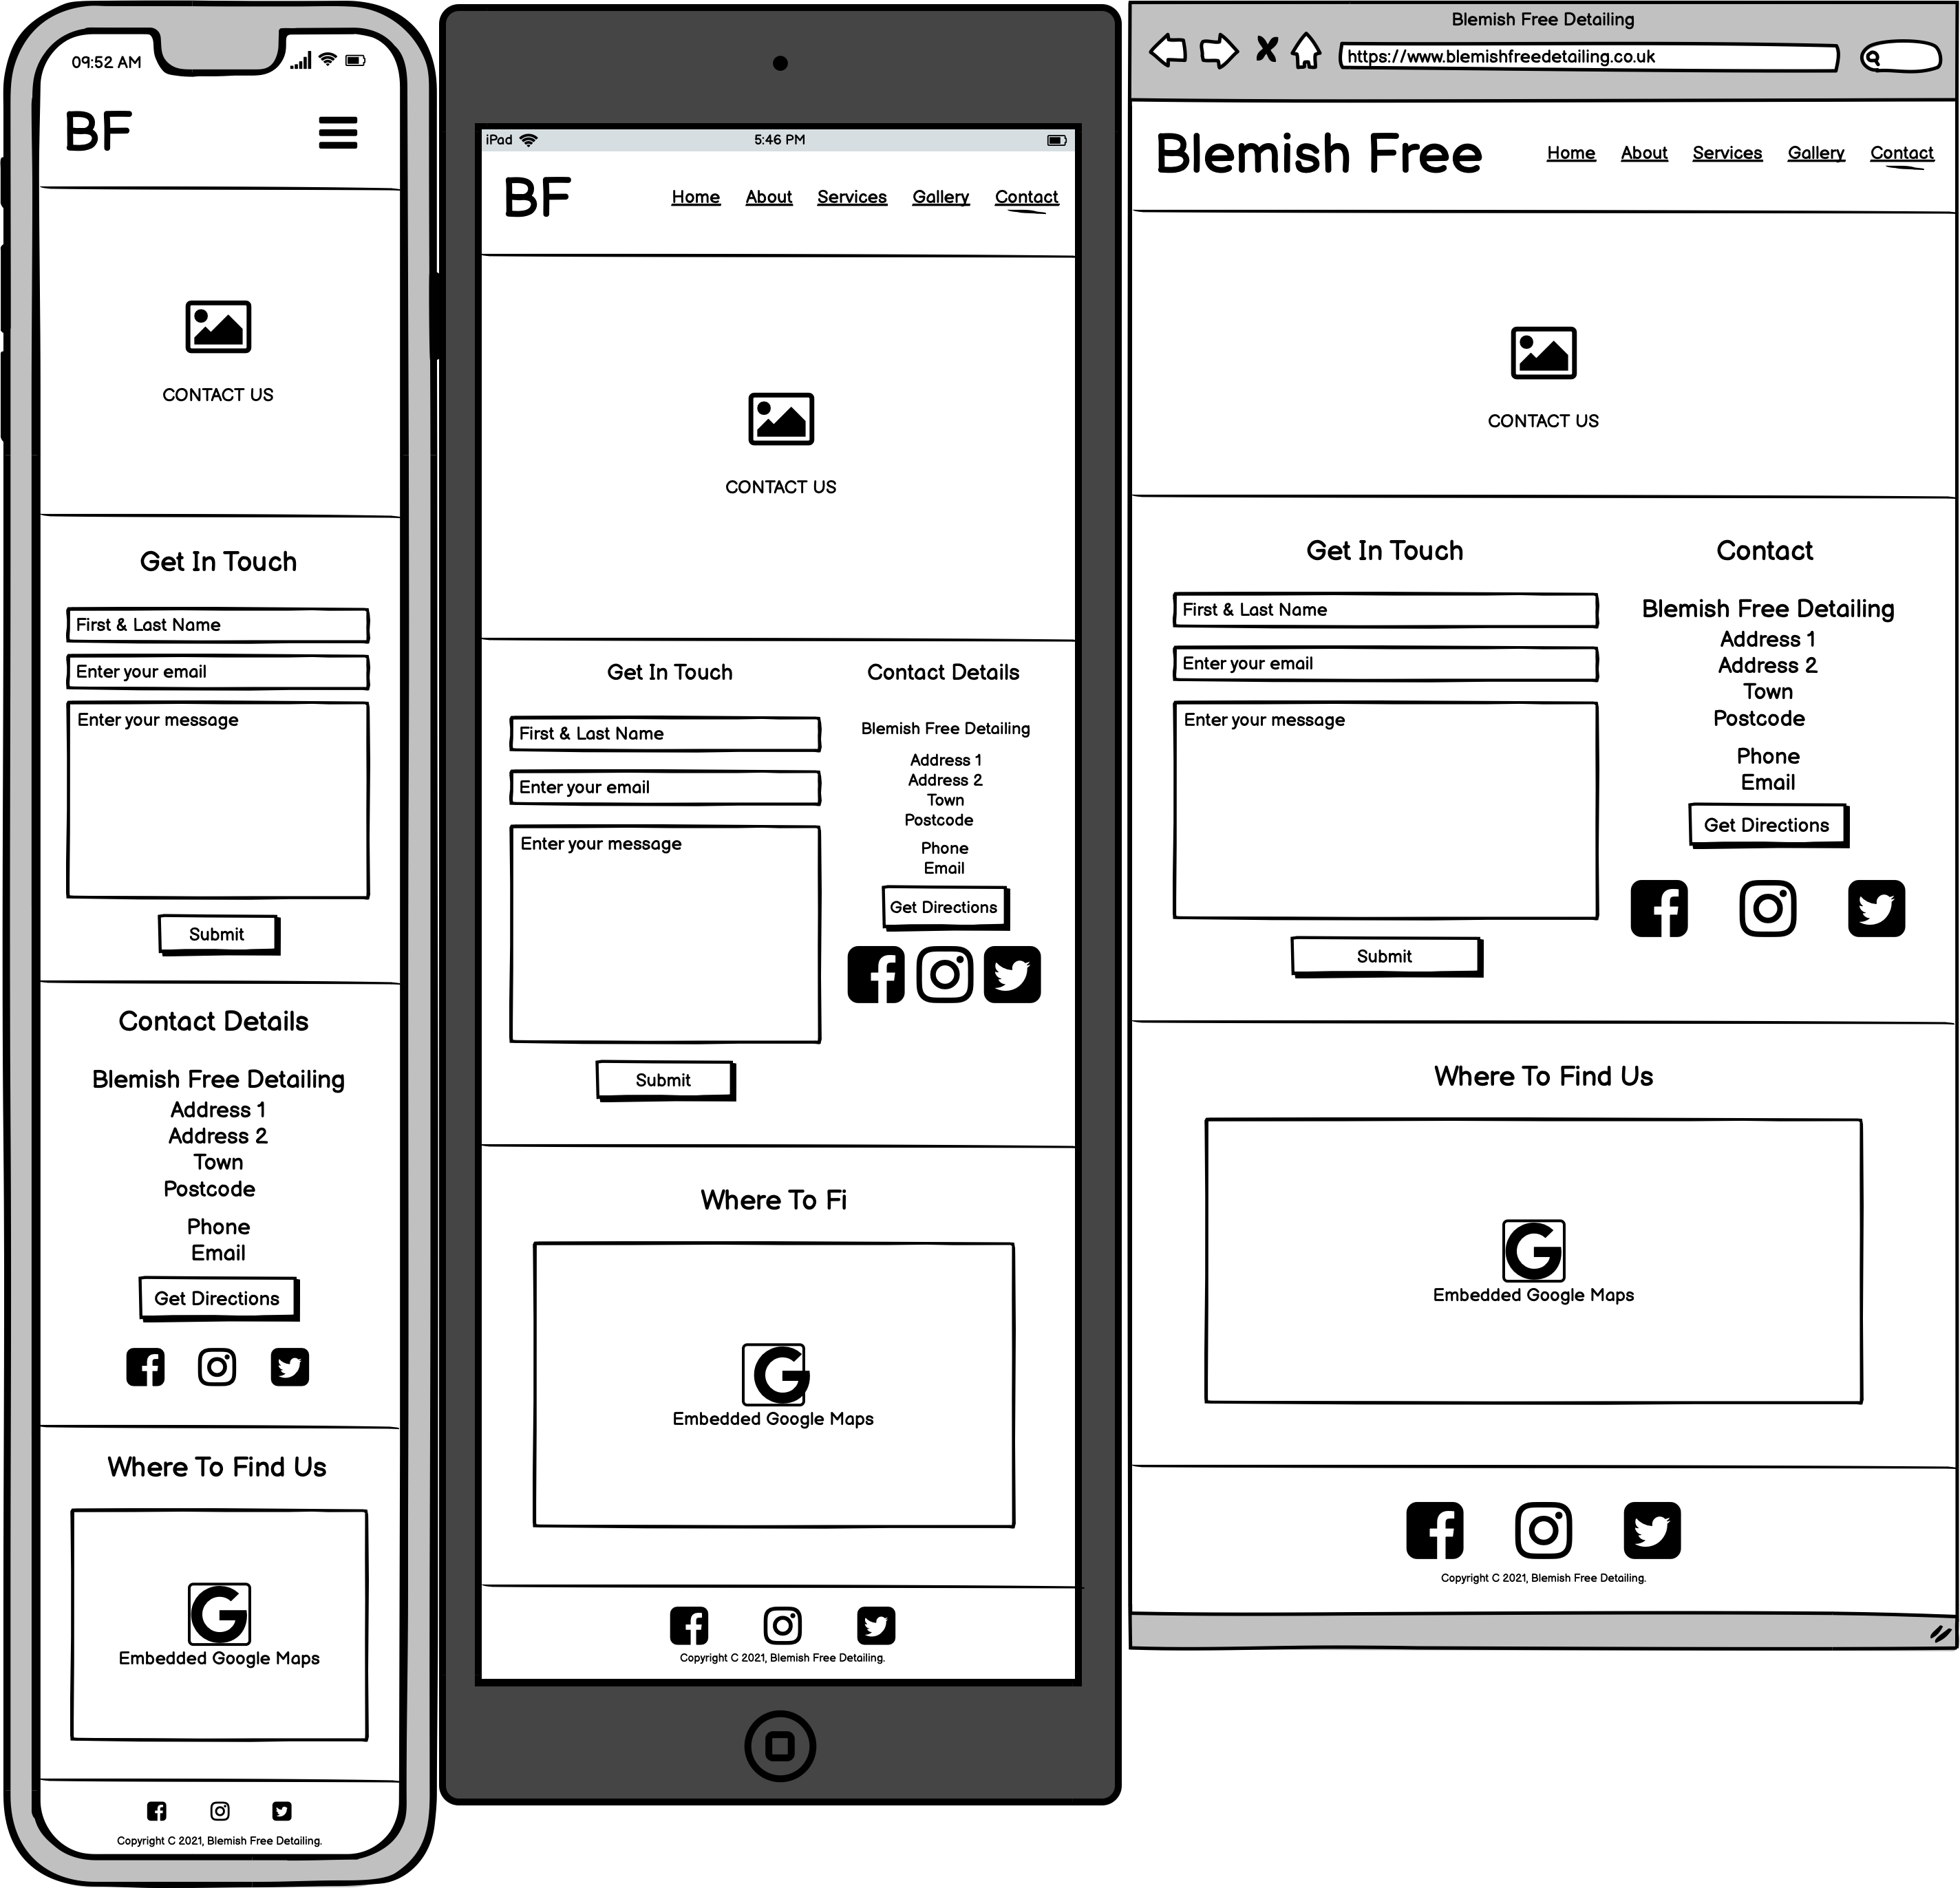 09:52 AM
BF
CONTACT US
Get In Touch
First & Last Name
Enter your email
Enter your message
Submit
Contact Details
Blemish Free Detailing
Address 1
Address 2
Town
Postcode
Phone
Email
Get Directions
Where To Find Us
G
Embedded Google Maps
Copyright C 2021, Blemish Free Detailing.
iPad 5:46 PM
BF Home About Services Gallery Contact
CONTACT US
Get In Touch
First & Last Name
Enter your email
Enter your message
Submit
Contact Details
Blemish Free Detailing
Address 1
Address 2
Town
Postcode
Phone
Email
Get Directions
Where To Fi
G
Embedded Google Maps
Copyright C 2021, Blemish Free Detailing.
Blemish Free Detailing
https://www.blemishfreedetailing.co.uk
Blemish Free Home About Services Gallery Contact
CONTACT US
Get In Touch
First & Last Name
Enter your email
Enter your message
Submit
Contact
Blemish Free Detailing
Address 1
Address 2
Town
Postcode
Phone
Email
Get Directions
Where To Find Us
G
Embedded Google Maps
Copyright C 2021, Blemish Free Detailing.